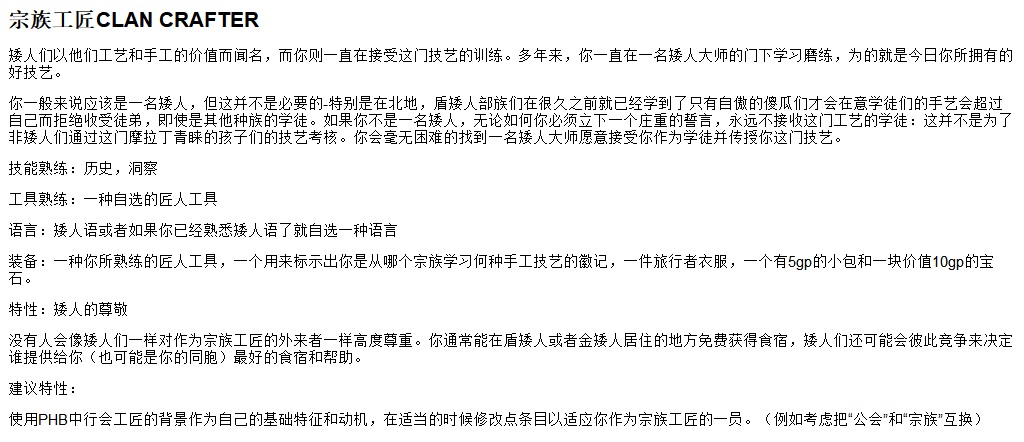 宗族工匠CLAN CRAFTER
矮人们以他们工艺和手工的价值而闻名，而你则一直在接受这门技艺的训练。多年来，你一直在一名矮人大师的门下学习磨练，为的就是今日你所拥有的
好技艺。
你一般来说应该是一名矮人，但这并不是必要的-特别是在北地，盾矮人部族们在很久之前就已经学到了只有自傲的傻瓜们才会在意学徒们的手艺会超过
自己而拒绝收受徒弟，即使是其他种族的学徒。如果你不是一名矮人，无论如何你必须立下一个庄重的誓言，永远不接收这门工艺的学徒：这并不是为了
非矮人们通过这门摩拉丁青睐的孩子们的技艺考核。你会毫无困难的找到一名矮人大师愿意接受你作为学徒并传授你这门技艺。
技能熟练：历史，洞察
工具熟练：一种自选的匠人工具
语言：矮人语或者如果你已经熟悉矮人语了就自选一种语言
装备：一种你所熟练的匠人工具，一个用来标示出你是从哪个宗族学习何种手工技艺的徽记，一件旅行者衣服，一个有5gp的小包和一块价值10gp的宝
石。
特性：矮人的尊敬
没有人会像矮人们一样对作为宗族工匠的外来者一样高度尊重。你通常能在盾矮人或者金矮人居住的地方免费获得食宿，矮人们还可能会彼此竞争来决定
谁提供给你（也可能是你的同胞）最好的食宿和帮助。
建议特性：
使用PHB中行会工匠的背景作为自己的基础特征和动机，在适当的时候修改点条目以适应你作为宗族工匠的一员。（例如考虑把“公会”和“宗族”互换）